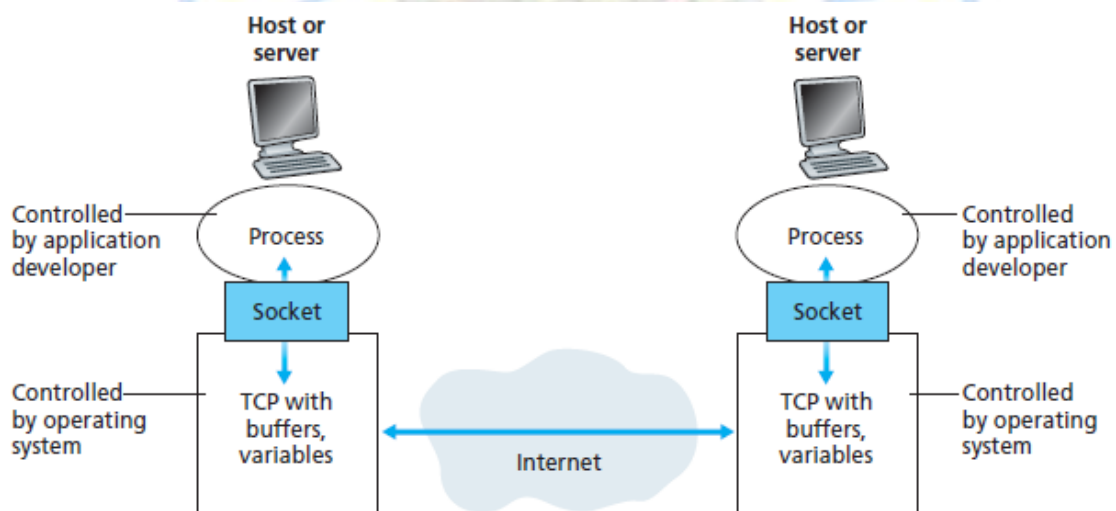 Host or
server
Host or
server
Controlled
by application
developer
Process
Process
Controlled
by application
developer
Socket
Socket
Controlled
by operating
system
TCP with
buffers,
variables
Internet
TCP with
buffers,
variables
Controlled
by operating
system